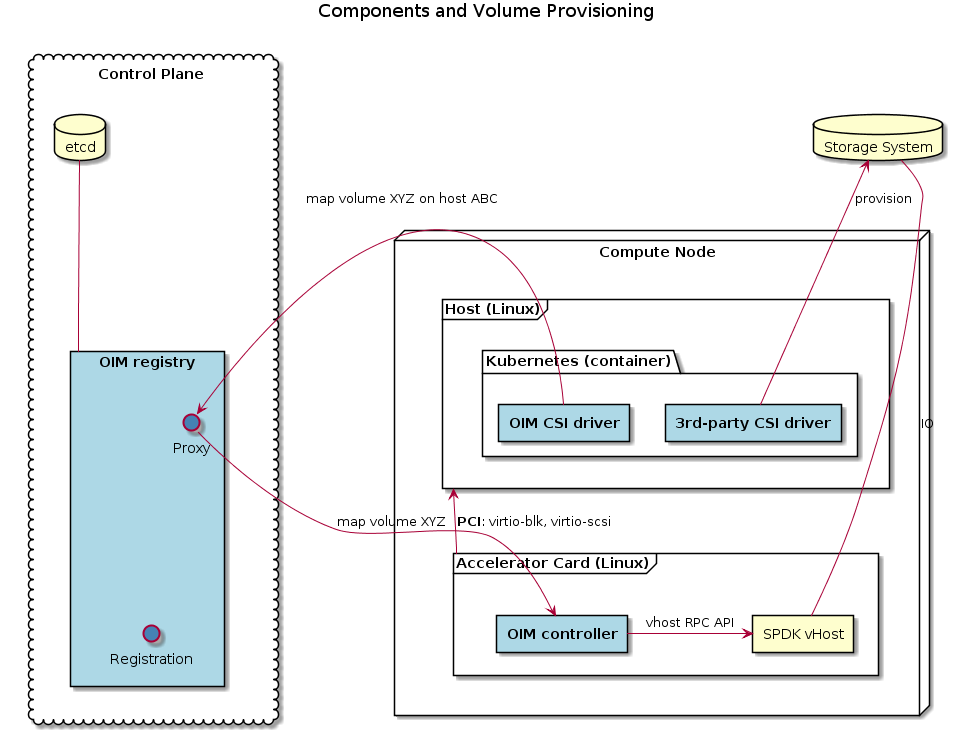 Components and Volume Provisioning
Control Plane
etcd
Storage System
map volume XYZ on host ABC
provision
Compute Node
Host (Linux)
Kubernetes (container)
OIM registry
OIM CSI driver
3rd-party CSI driver
IO
Proxy
map volume XYZ
PCI: virtio-blk, virtio-scsi
Accelerator Card (Linux)
OIM controller
vhost RPC API
SPDK vHost
Registration